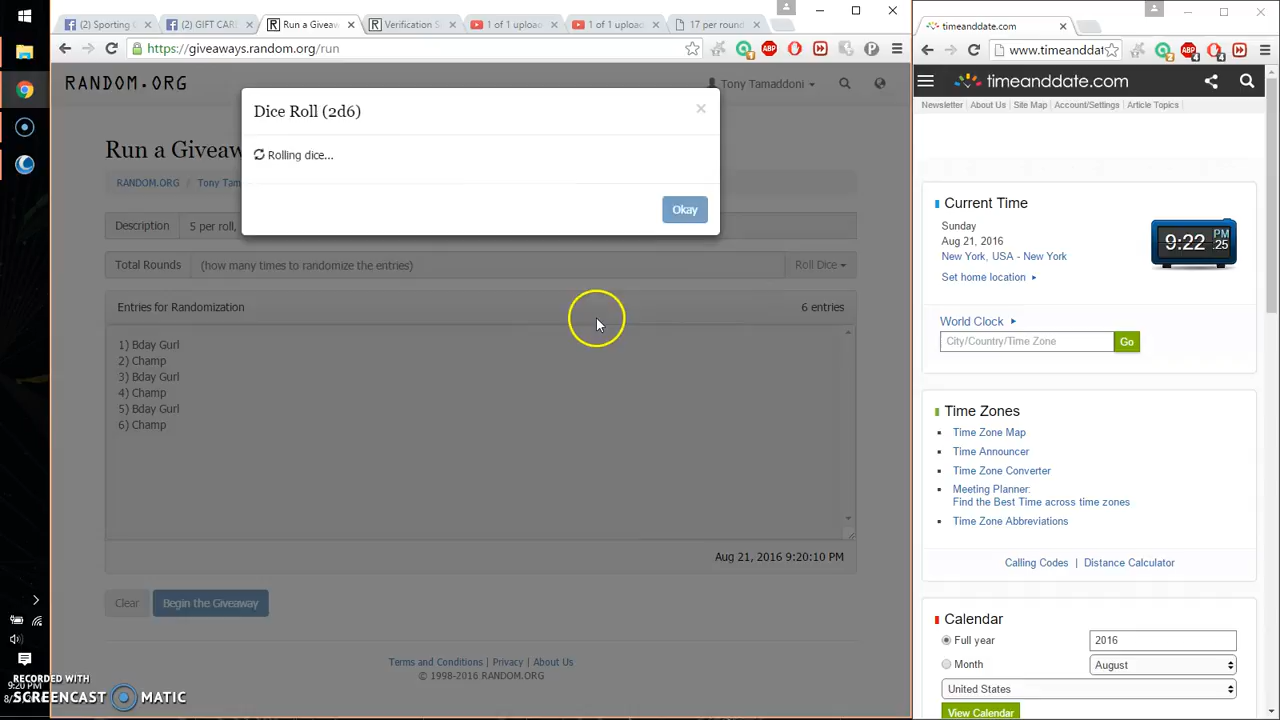 (2) Sporting C
(2) GIFT CARD
Run a Giveaw
Verification S
1 of 1 upload
1 of 1 upload
17 per round
https://giveaways.random.org/run
RANDOM.ORG
Tony Tamaddoni
Dice Roll (2d6)
Rolling dice...
Okay
Run a Giveaw
RANDOM.ORG / Tony Tam
Description
5 per roll,
Total Rounds
(how many times to randomize the entries)
Roll Dice
Entries for Randomization
6 entries
1) Bday Gurl
2) Champ
3) Bday Gurl
4) Champ
5) Bday Gurl
6) Champ
Aug 21, 2016 9:20:10 PM
Clear
Begin the Giveaway
Terms and Conditions | Privacy | About Us
© 1998-2016 RANDOM.ORG
RECORDED WITH
SCREENCAST MATIC
timeanddate.com
www.timeanddat
timeanddate.com
Newsletter About Us Site Map Account/Settings Article Topics
Current Time
Sunday
Aug 21, 2016
New York, USA - New York
Set home location
9:22 PM 25
World Clock
City/Country/Time Zone
Go
Time Zones
Time Zone Map
Time Announcer
Time Zone Converter
Meeting Planner:
Find the Best Time across time zones
Time Zone Abbreviations
Calling Codes | Distance Calculator
Calendar
Full year
2016
Month
August
United States
View Calendar